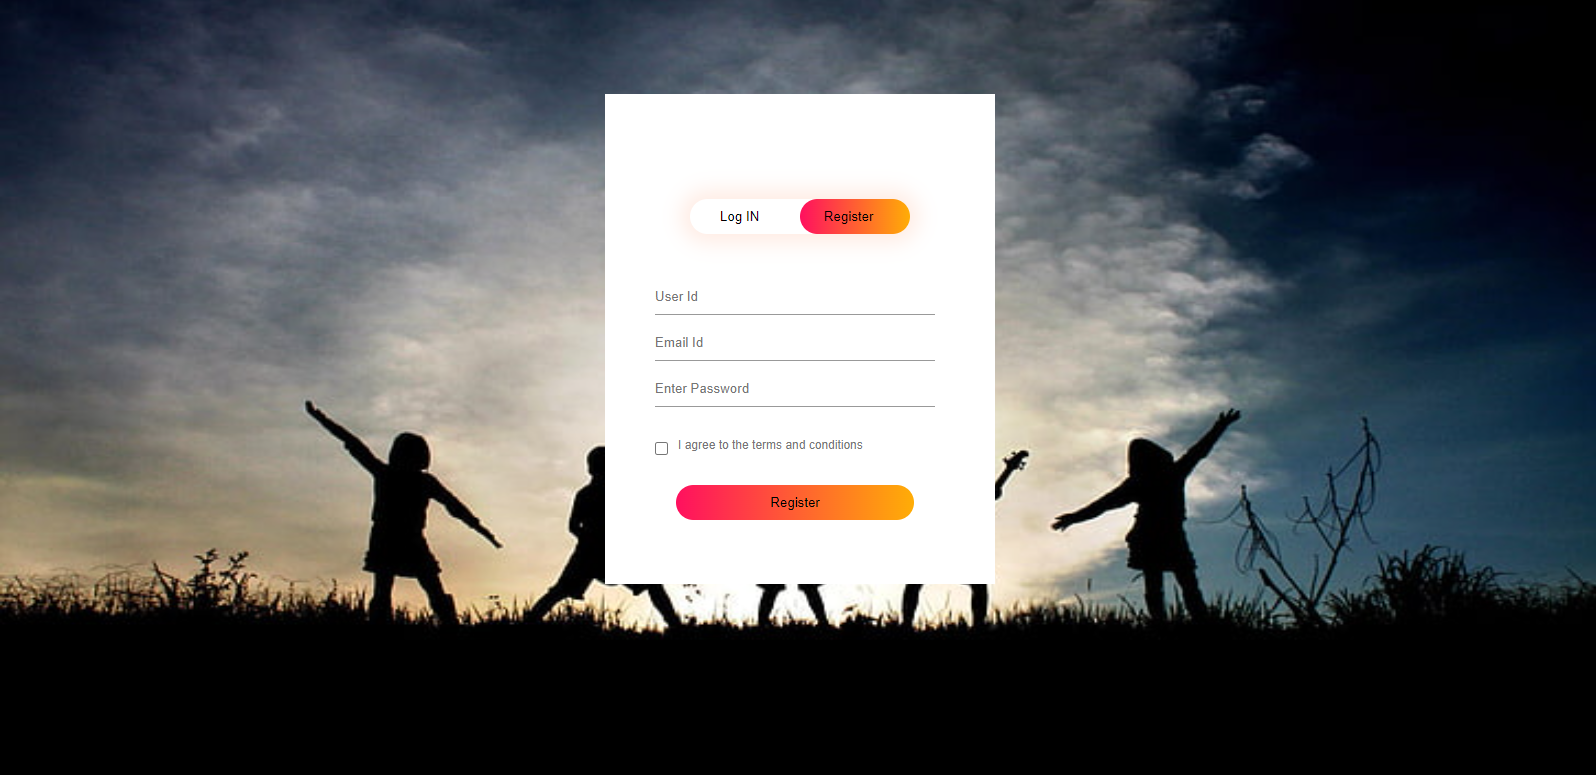 Log IN Register
User Id
Email Id
Enter Password
I agree to the terms and conditions
Register